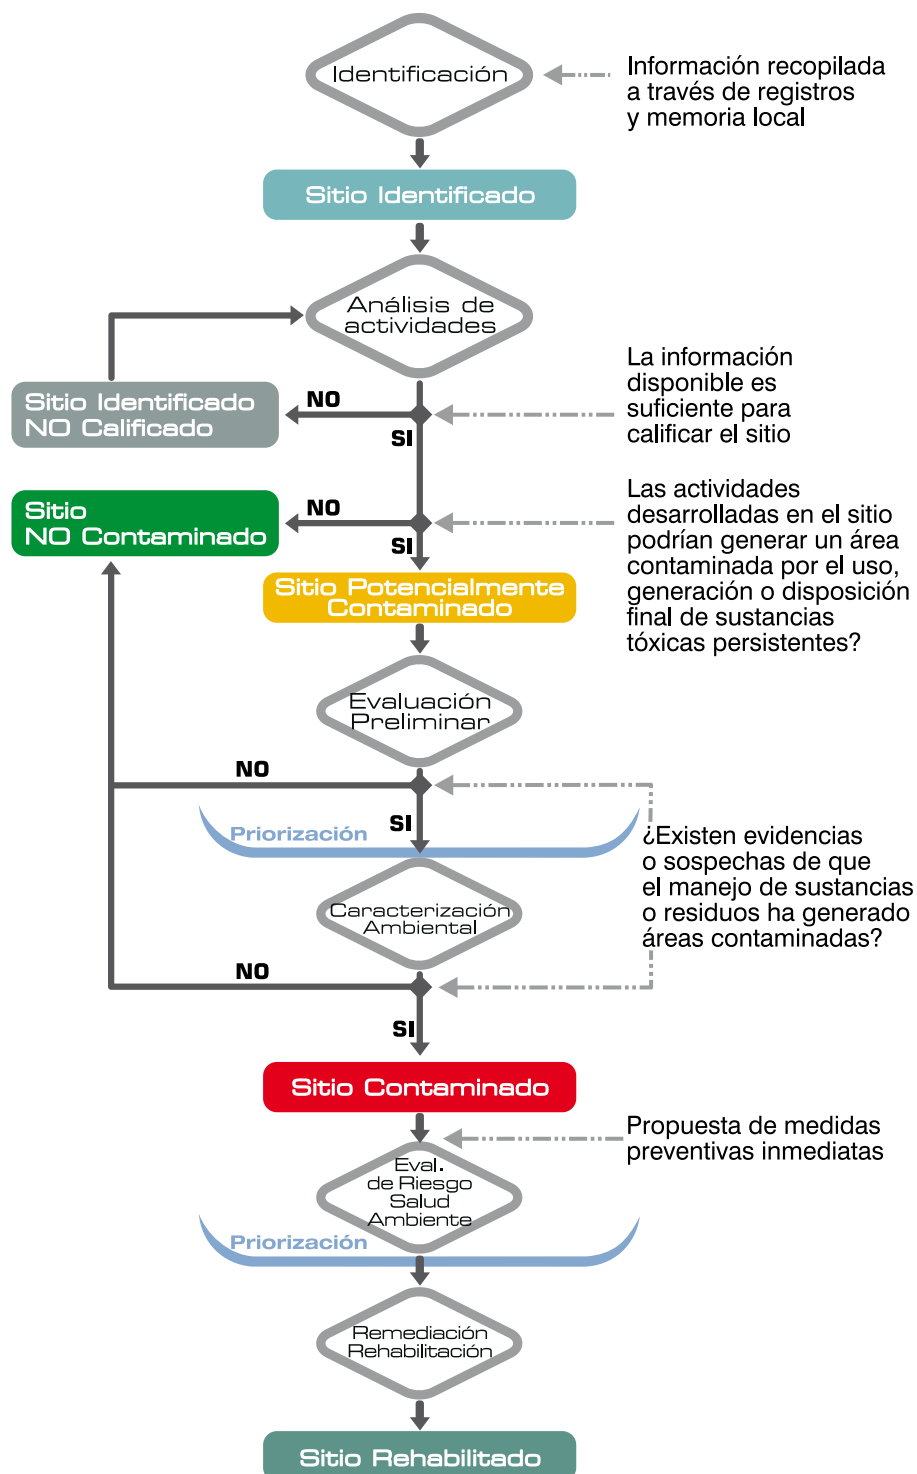 Identificación
Información recopilada
a través de registros
y memoria local
Sitio Identificado
Análisis de
actividades
La información
disponible es
suficiente para
calificar el sitio
NO
Sitio Identificado
NO Calificado
SI
Las actividades
desarrolladas en el sitio
podrían generar un área
contaminada por el uso,
generación o disposición
final de sustancias
tóxicas persistentes?
NO
Sitio
NO Contaminado
SI
Sitio Potencialmente
Contaminado
Evaluación
Preliminar
NO
SI
Priorización
¿Existen evidencias
o sospechas de que
el manejo de sustancias
o residuos ha generado
áreas contaminadas?
Caracterización
Ambiental
NO
SI
Sitio Contaminado
Propuesta de medidas
preventivas inmediatas
Eval.
de Riesgo
Salud
Ambiente
Priorización
Remediación
Rehabilitación
Sitio Rehabilitado